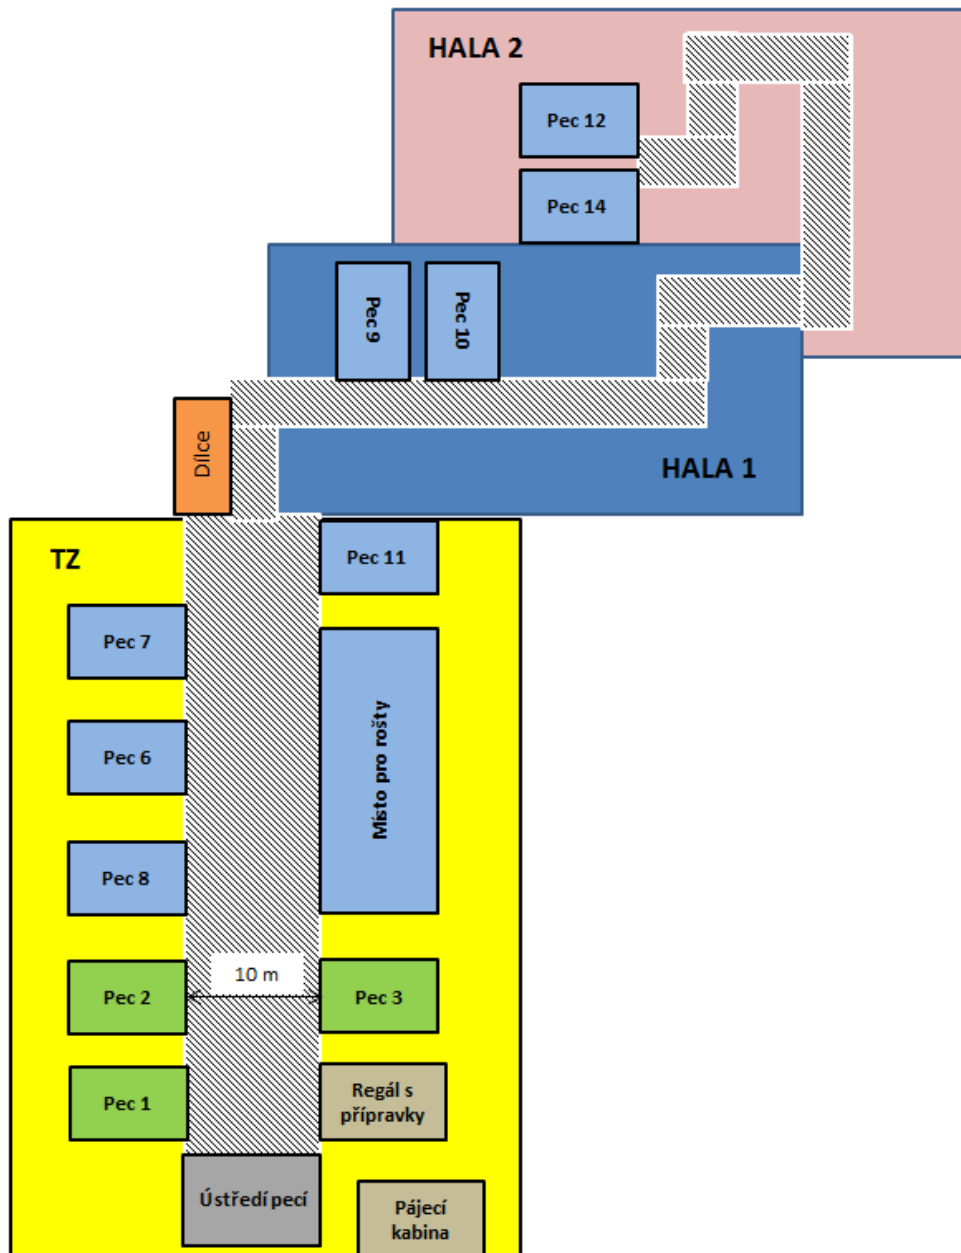 HALA 2
Pec 12
Pec 14
Pec 9
Pec 10
Dílce
HALA 1
TZ
Pec 11
Pec 7
Pec 6
Místo pro rošty
Pec 8
10 m
Pec 2
Pec 3
Pec 1
Regál s
přípravky
Ústředí pecí
Pájecí
kabina